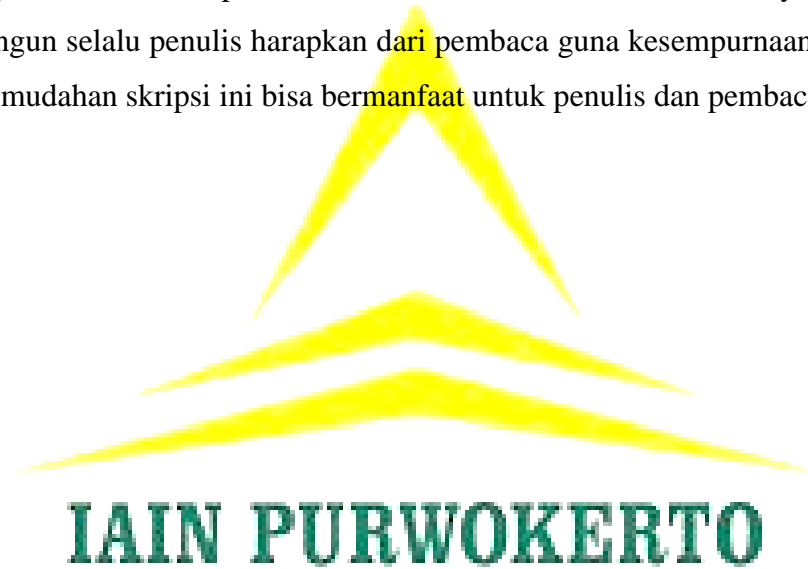 ngun selalu penulis harapkan dari pembaca guna kesempurnaan
mudahan skripsi ini bisa bermanfaat untuk penulis dan pembac
IAIN PURWOKERTO